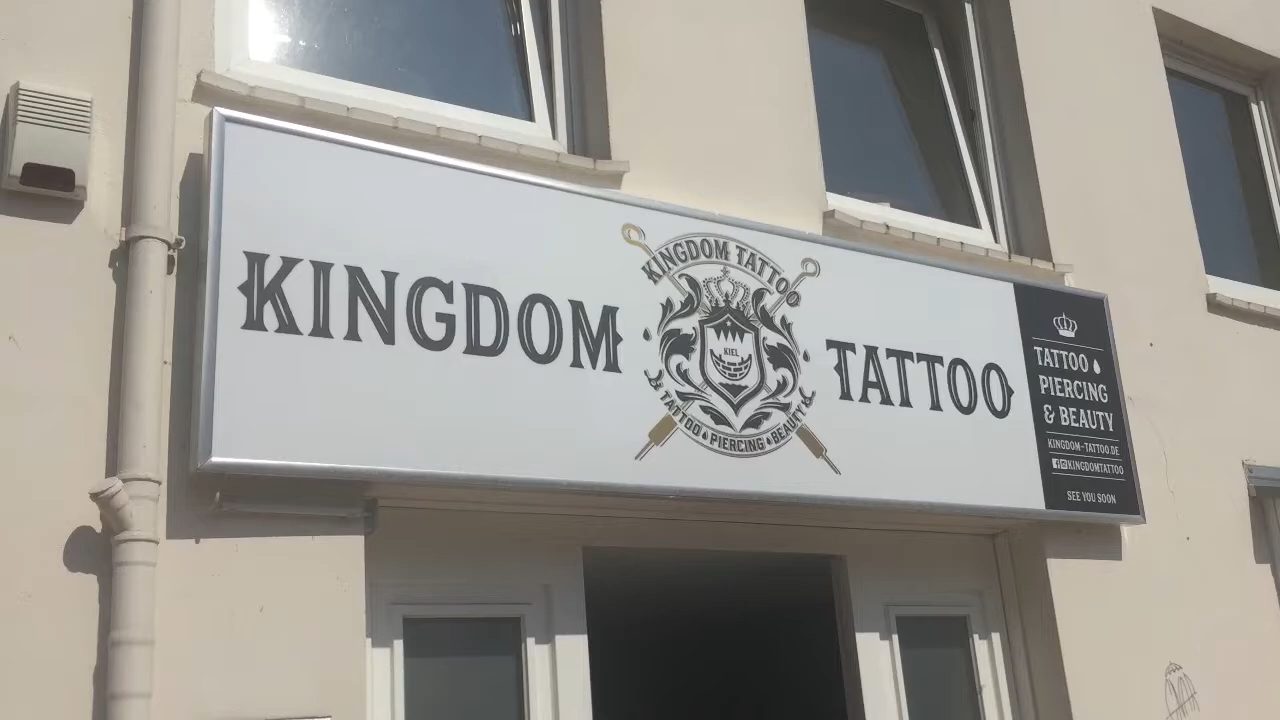 KINGDOM
KINGDOM TATTOO
KIEL
TATTOO PIERCING BEAUTY
TATTOO
TATTOO
PIERCING
& BEAUTY
KINGDOM-TATTOO.DE
KINGDOMTATTOO
SEE YOU SOON